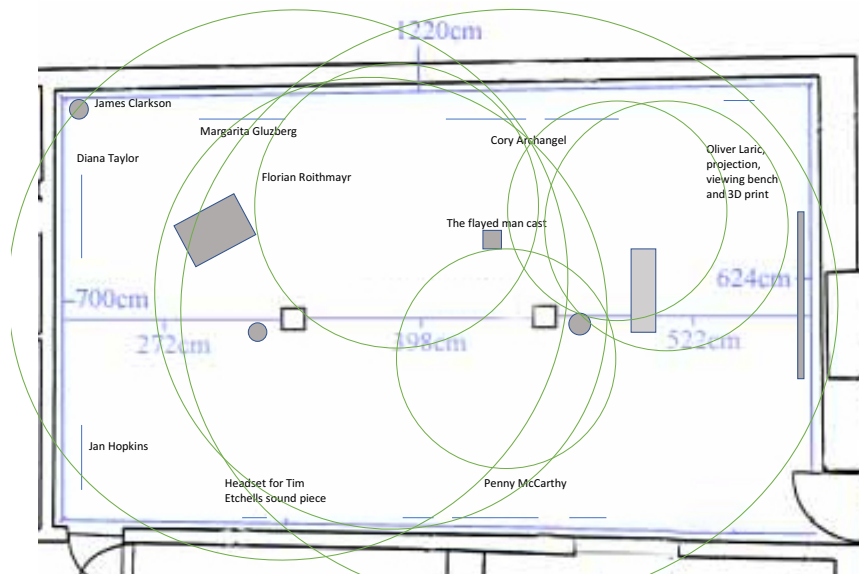 1220cm
James Clarkson
Margarita Gluzberg
Cory Archangel
Oliver Laric,
projection,
viewing bench
and 3D print
Diana Taylor
Florian Roithmayr
The flayed man cast
624cm
700cm
272cm
398cm
522cm
Jan Hopkins
Headset for Tim
Etchells sound piece
Penny McCarthy